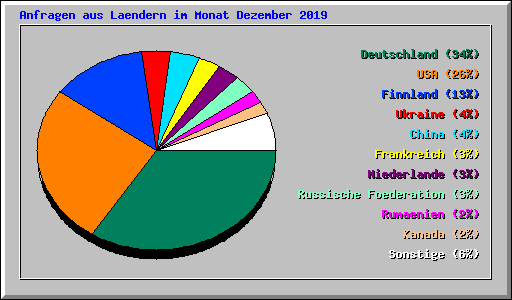 Anfragen aus Laendern im Monat Dezember 2019
Deutschland (34%)
USA (26%)
Finnland (13%)
Ukraine (4%)
China (4%)
Frankreich (3%)
Niederlande (3%)
Russische Foederation (3%)
Rumaenien (2%)
Kanada (2%)
Sonstige (6%)